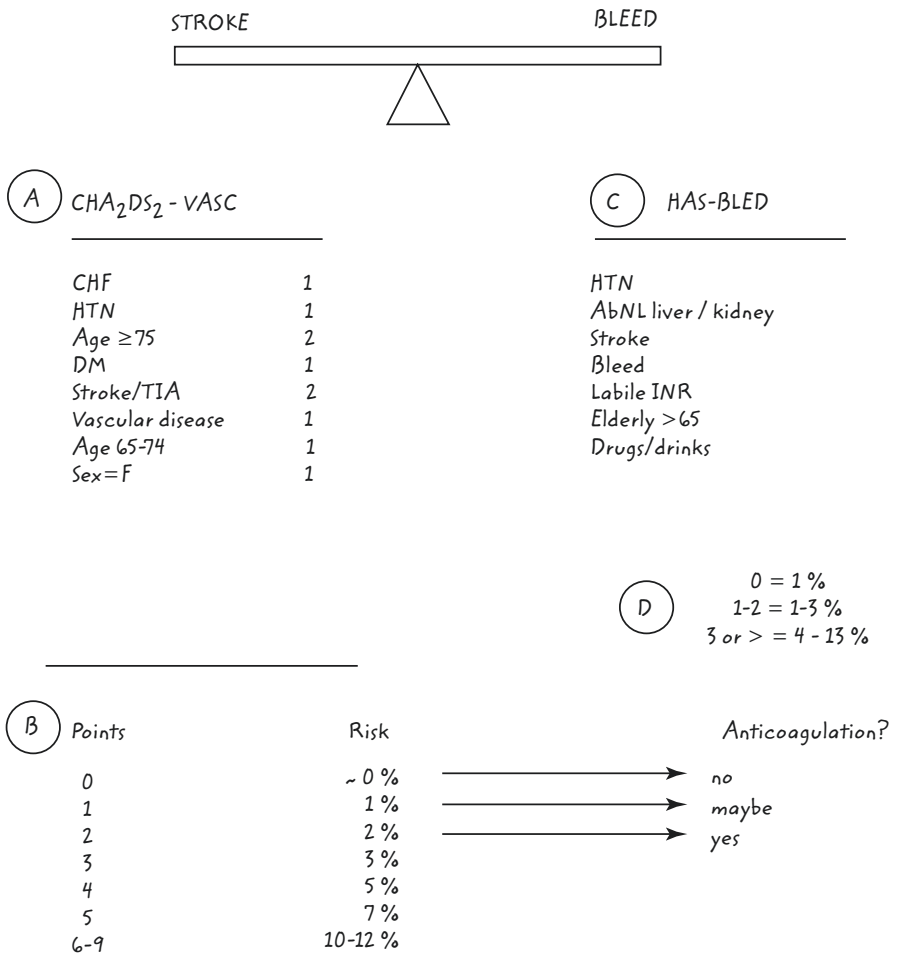 STROKE BLEED
A CHA₂DS₂ - VASC
CHF 1
HTN 1
Age ≥75 2
DM 1
Stroke/TIA 2
Vascular disease 1
Age 65-74 1
Sex=F 1
C HAS-BLED
HTN
AbNL liver / kidney
Stroke
Bleed
Labile INR
Elderly >65
Drugs/drinks
D
0 = 1 %
1-2 = 1-3 %
3 or > = 4 - 13 %
B Points Risk Anticoagulation?
0 ~ 0 % no
1 1 % maybe
2 2 % yes
3 3 %
4 5 %
5 7 %
6-9 10-12 %